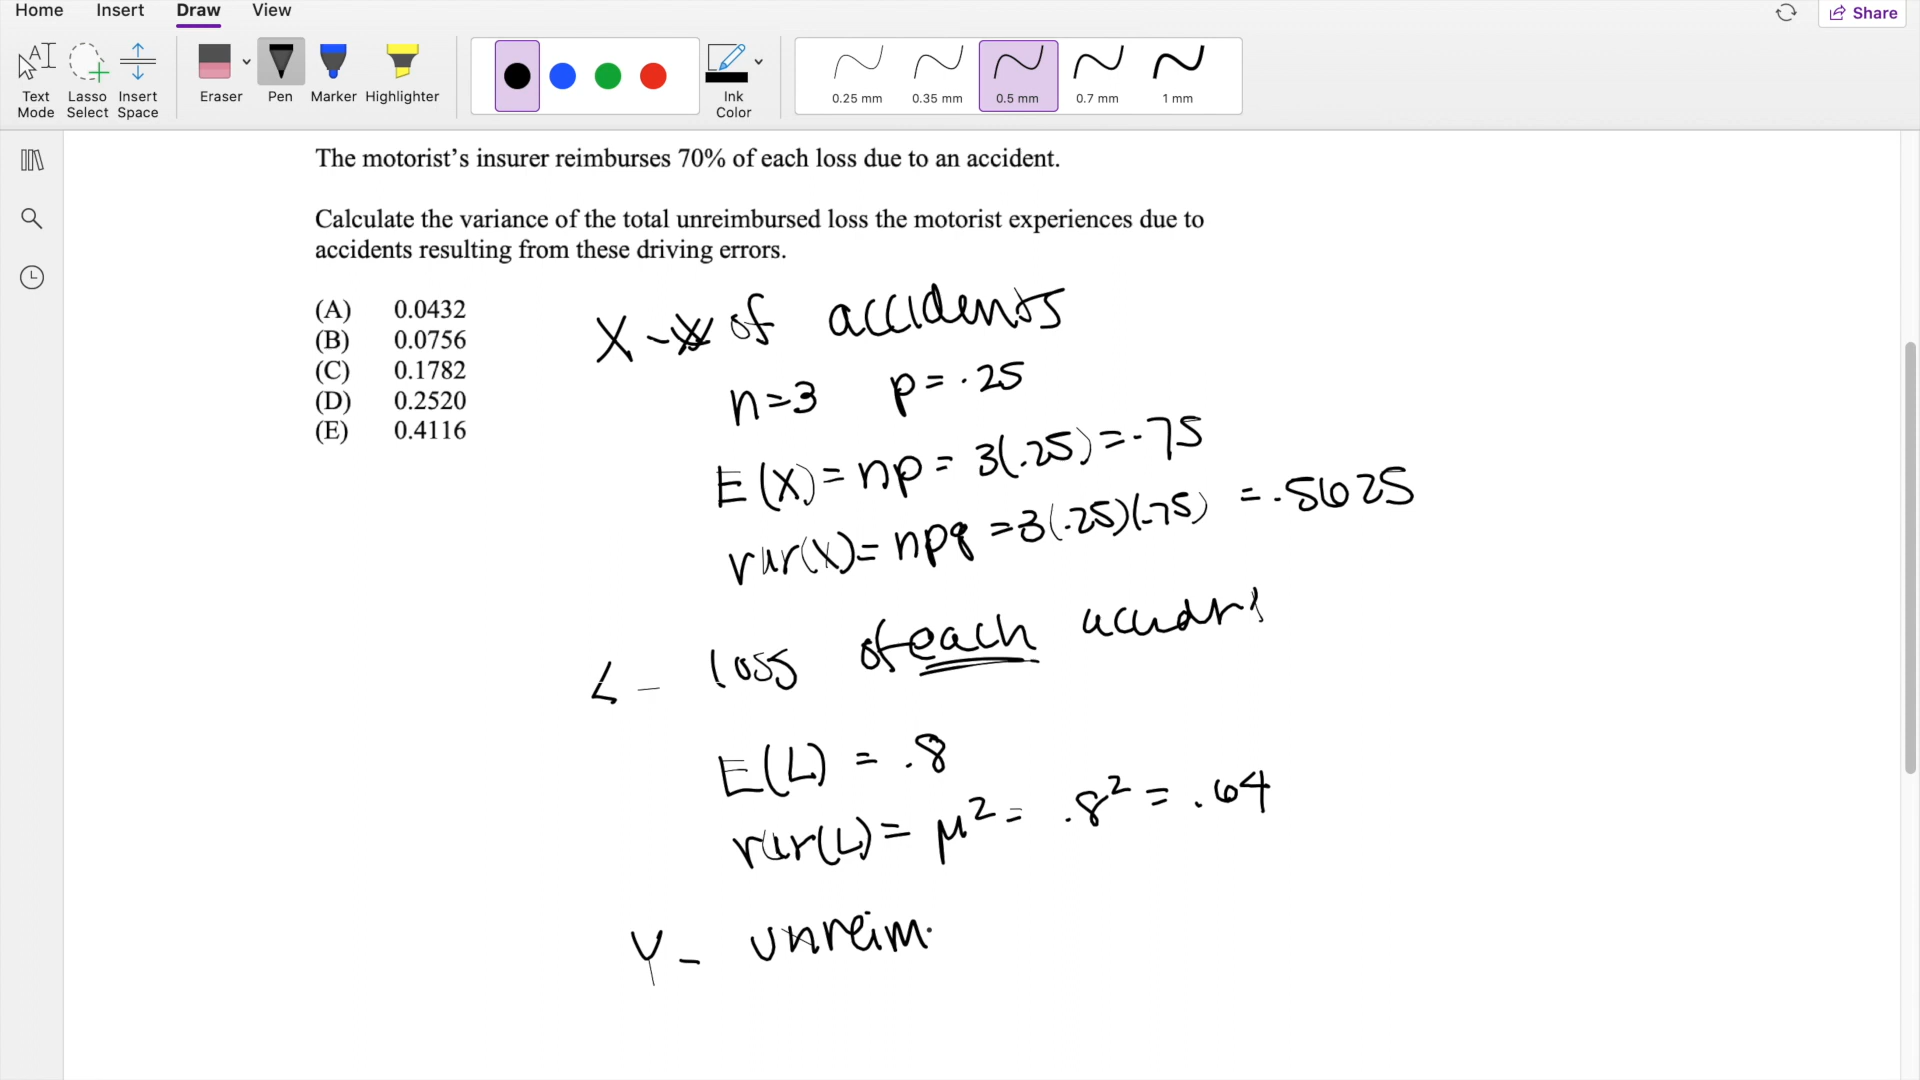 Home Insert Draw View
Share
Text Mode
Lasso Select
Insert Space
Eraser
Pen
Marker
Highlighter
Ink Color
0.25 mm
0.35 mm
0.5 mm
0.7 mm
1 mm
The motorist's insurer reimburses 70% of each loss due to an accident.
Calculate the variance of the total unreimbursed loss the motorist experiences due to
accidents resulting from these driving errors.
(A) 0.0432
(B) 0.0756
(C) 0.1782
(D) 0.2520
(E) 0.4116
X - # of accidents
n=3 p=.25
E(X)=np=3(.25)=.75
var(X)=npq=3(.25)(.75)=.5625
L - loss of each accident
E(L)=.8
var(L)=μ²=.8²=.64
Y - unreim.